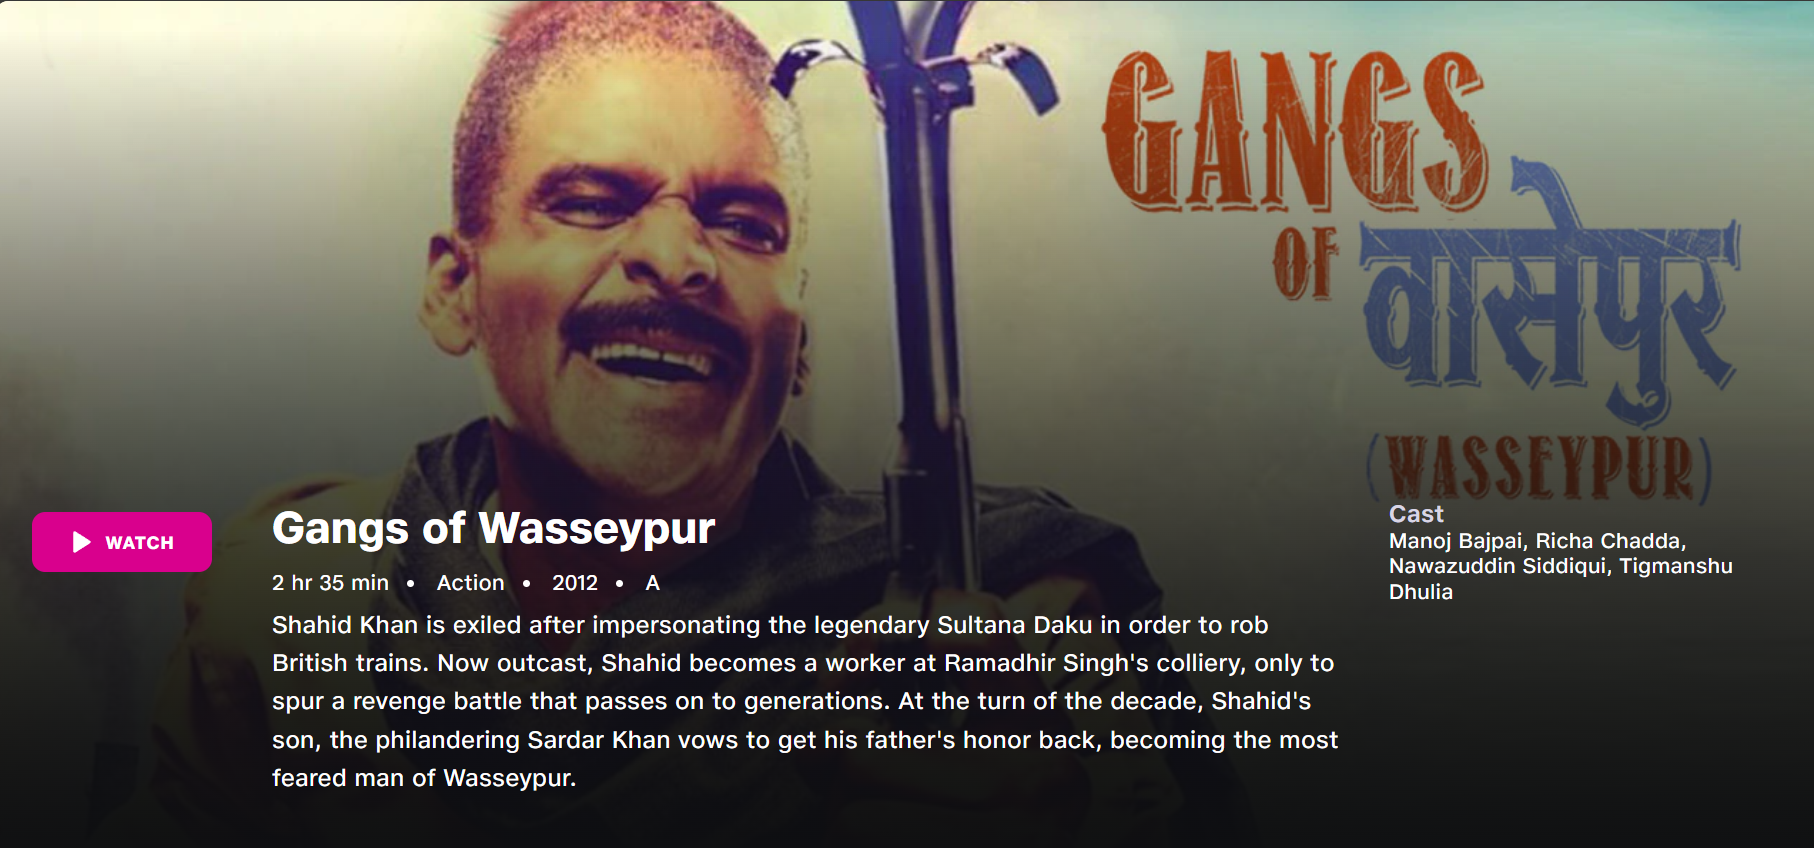 GANGS
OF वासेपुर
(WASSEYPUR)
WATCH
Gangs of Wasseypur
2 hr 35 min • Action • 2012 • A
Shahid Khan is exiled after impersonating the legendary Sultana Daku in order to rob
British trains. Now outcast, Shahid becomes a worker at Ramadhir Singh's colliery, only to
spur a revenge battle that passes on to generations. At the turn of the decade, Shahid's
son, the philandering Sardar Khan vows to get his father's honor back, becoming the most
feared man of Wasseypur.
Cast
Manoj Bajpai, Richa Chadda,
Nawazuddin Siddiqui, Tigmanshu
Dhulia